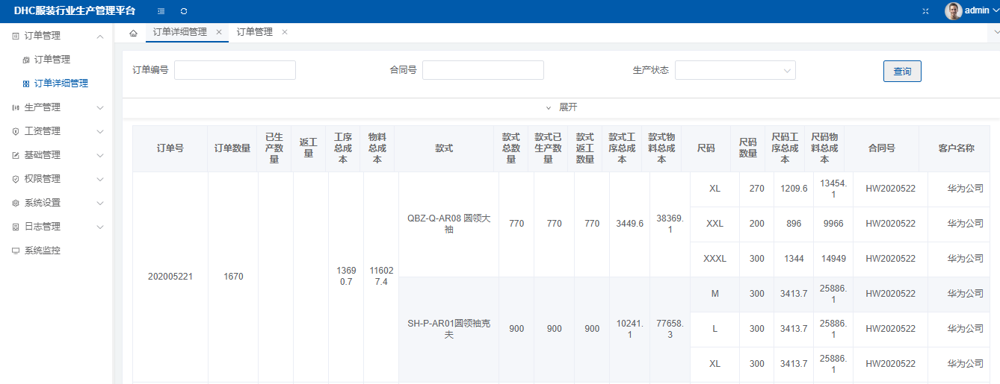 DHC服装行业生产管理平台
admin
订单管理
订单管理
订单详细管理
生产管理
工资管理
基础管理
权限管理
系统设置
日志管理
系统监控
订单详细管理 × 订单管理 ×
订单编号 合同号 生产状态 查询
展开
订单号 订单数量 已生产数量 返工量 工序总成本 物料总成本 款式 款式总数量 款式已生产数量 款式返工数量 款式工序总成本 款式物料总成本 尺码 尺码数量 尺码工序总成本 尺码物料总成本 合同号 客户名称
202005221 1670 13690.7 116027.4
QBZ-Q-AR08 圆领大袖 770 770 770 3449.6 38369.1
XL 270 1209.6 13454.1 HW2020522 华为公司
XXL 200 896 9966 HW2020522 华为公司
XXXL 300 1344 14949 HW2020522 华为公司
SH-P-AR01圆领袖克夫 900 900 900 10241.1 77658.3
M 300 3413.7 25886.1 HW2020522 华为公司
L 300 3413.7 25886.1 HW2020522 华为公司
XL 300 3413.7 25886.1 HW2020522 华为公司